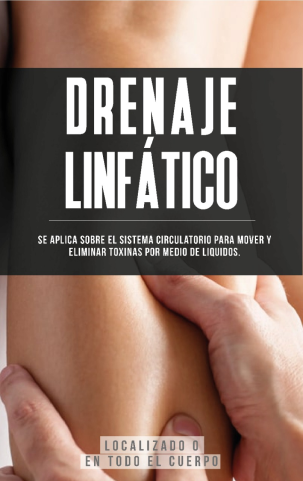 DRENAJE
LINFÁTICO
SE APLICA SOBRE EL SISTEMA CIRCULATORIO PARA MOVER Y
ELIMINAR TOXINAS POR MEDIO DE LIQUIDOS.
LOCALIZADO O
EN TODO EL CUERPO